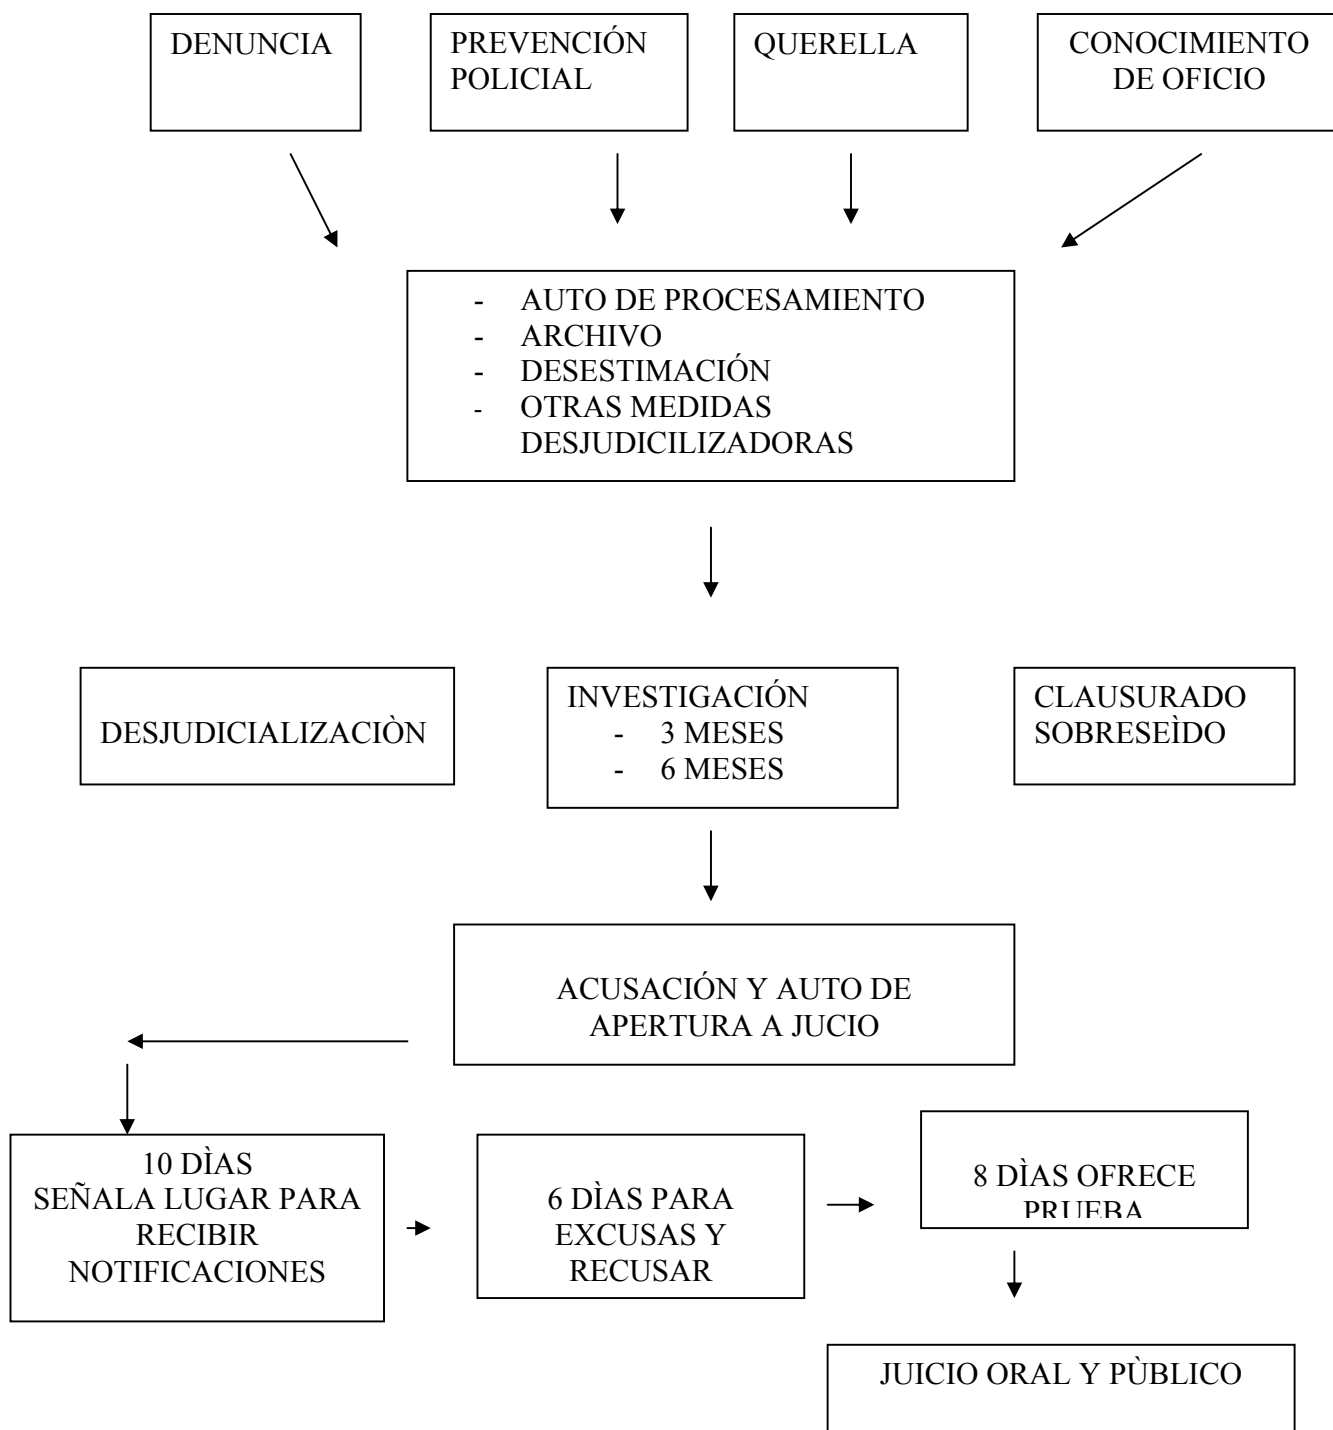 DENUNCIA
PREVENCIÓN
POLICIAL
QUERELLA
CONOCIMIENTO
DE OFICIO
- AUTO DE PROCESAMIENTO
- ARCHIVO
- DESESTIMACIÓN
- OTRAS MEDIDAS
DESJUDICILIZADORAS
DESJUDICIALIZACIÒN
INVESTIGACIÓN
- 3 MESES
- 6 MESES
CLAUSURADO
SOBRESEÌDO
ACUSACIÓN Y AUTO DE
APERTURA A JUCIO
10 DÌAS
SEÑALA LUGAR PARA
RECIBIR
NOTIFICACIONES
6 DÌAS PARA
EXCUSAS Y
RECUSAR
8 DÌAS OFRECE
PRUEBA
JUICIO ORAL Y PÙBLICO